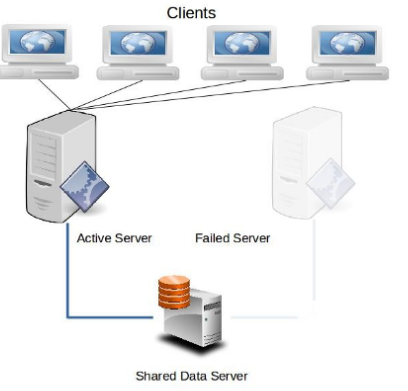 Clients
Active Server
Failed Server
Shared Data Server